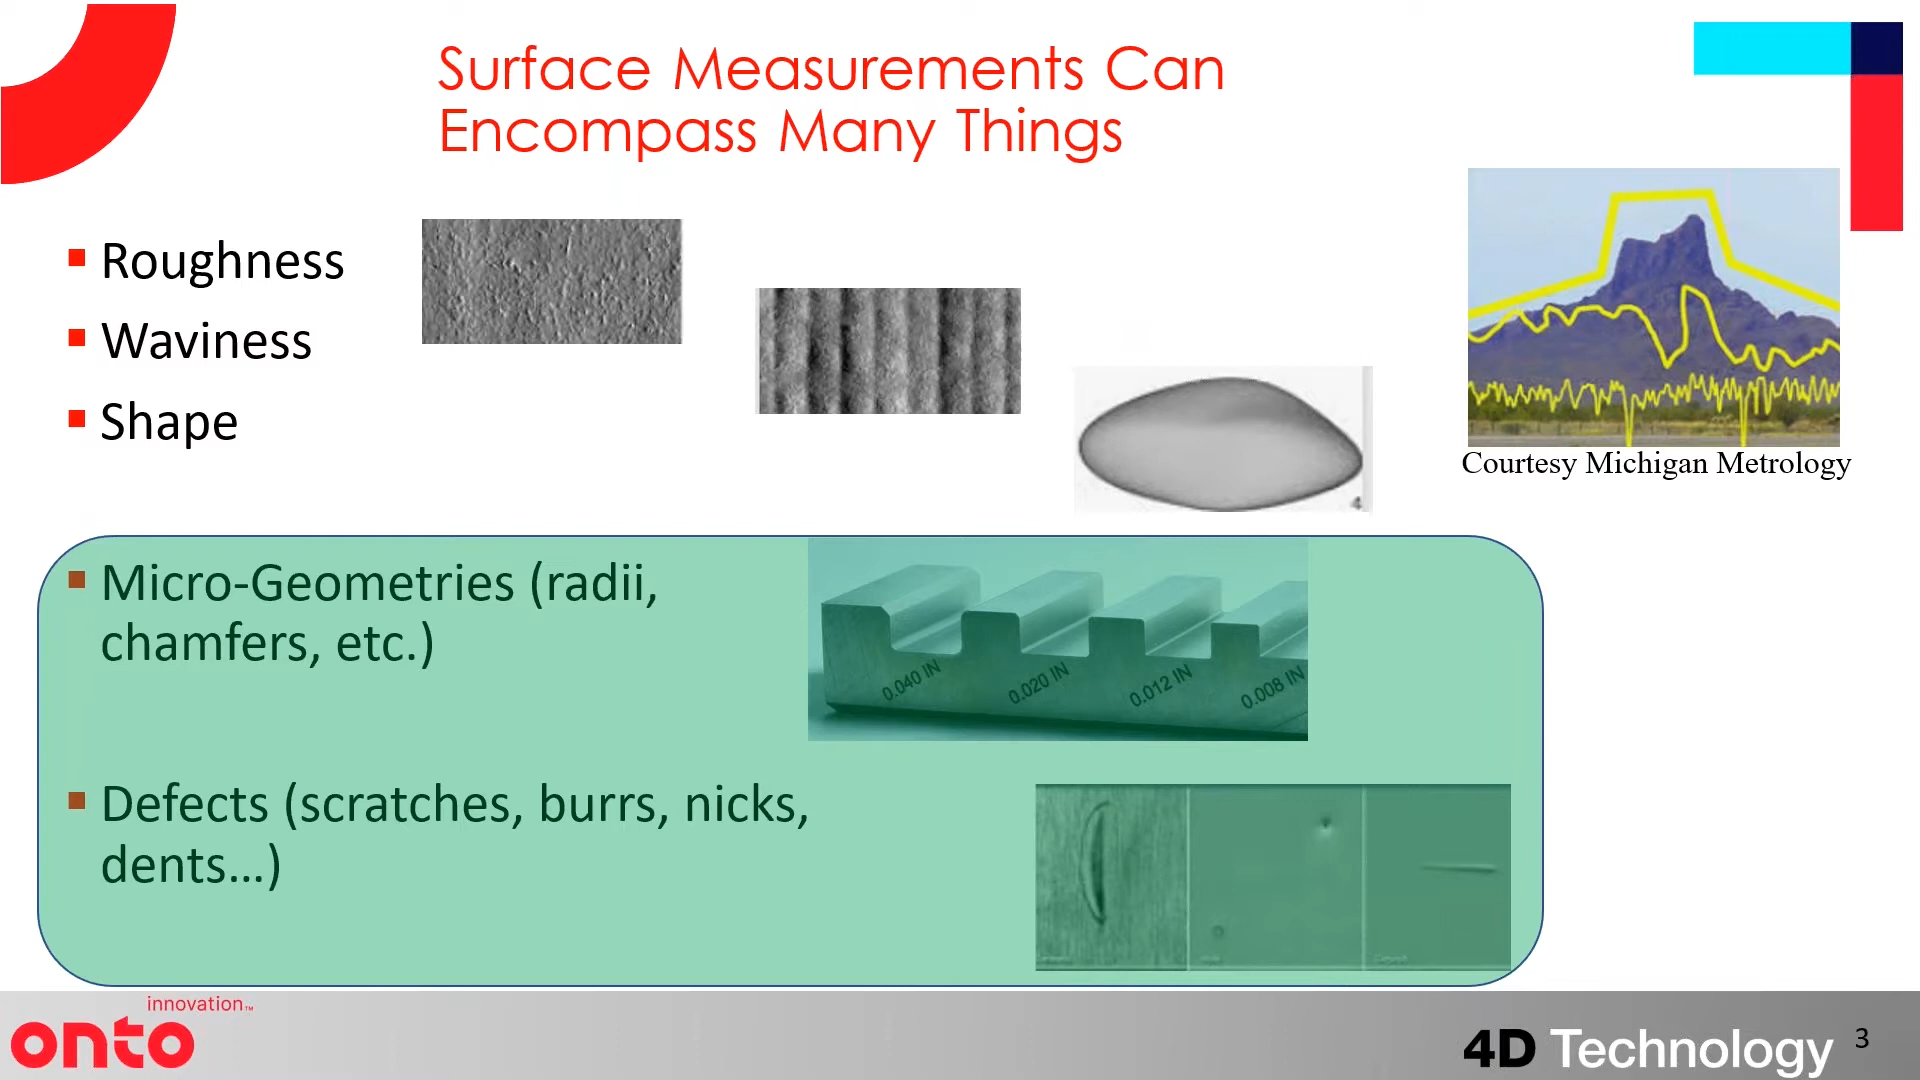 Surface Measurements Can
Encompass Many Things
▪ Roughness
▪ Waviness
▪ Shape
4
Courtesy Michigan Metrology
▪ Micro-Geometries (radii,
chamfers, etc.)
0.040 IN
0.020 IN
0.012 IN
0.008 IN
▪ Defects (scratches, burrs, nicks,
dents...)
innovation™
onto
4D Technology
3